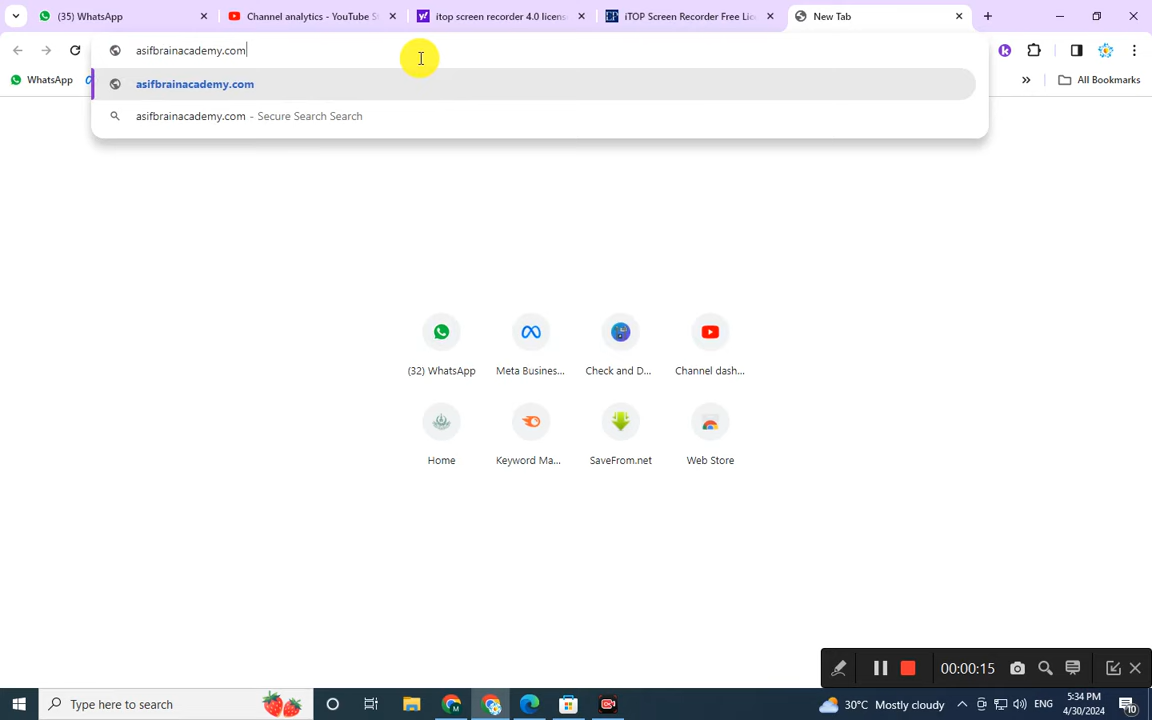 (35) WhatsApp
Channel analytics - YouTube S
itop screen recorder 4.0 licens
iTOP Screen Recorder Free Lic
New Tab
asifbrainacademy.com
WhatsApp
All Bookmarks
asifbrainacademy.com
asifbrainacademy.com - Secure Search Search
(32) WhatsApp
Meta Busines...
Check and D...
Channel dash...
Home
Keyword Ma...
SaveFrom.net
Web Store
00:00:15
Type here to search
30°C Mostly cloudy
ENG
5:34 PM
4/30/2024
10